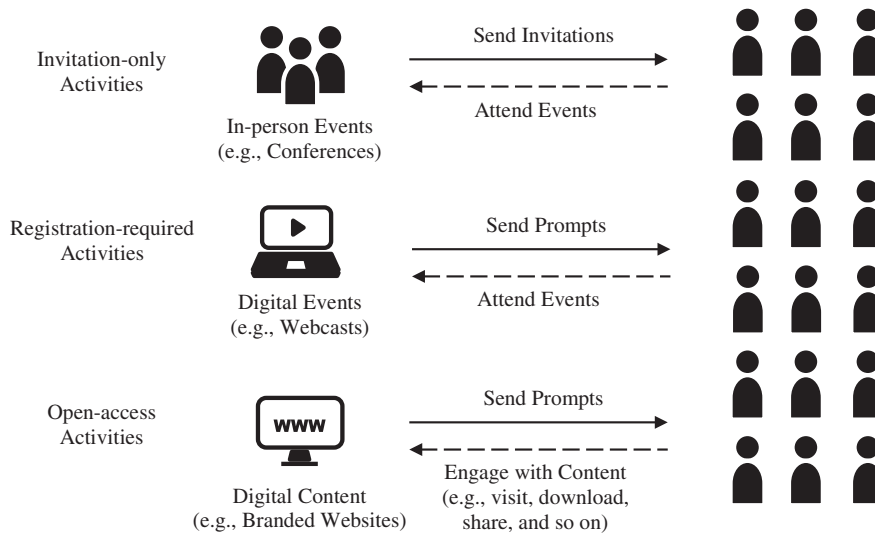 Invitation-only
Activities
In-person Events
(e.g., Conferences)
Send Invitations
Attend Events
Registration-required
Activities
Digital Events
(e.g., Webcasts)
Send Prompts
Attend Events
Open-access
Activities
www
Digital Content
(e.g., Branded Websites)
Send Prompts
Engage with Content
(e.g., visit, download,
share, and so on)